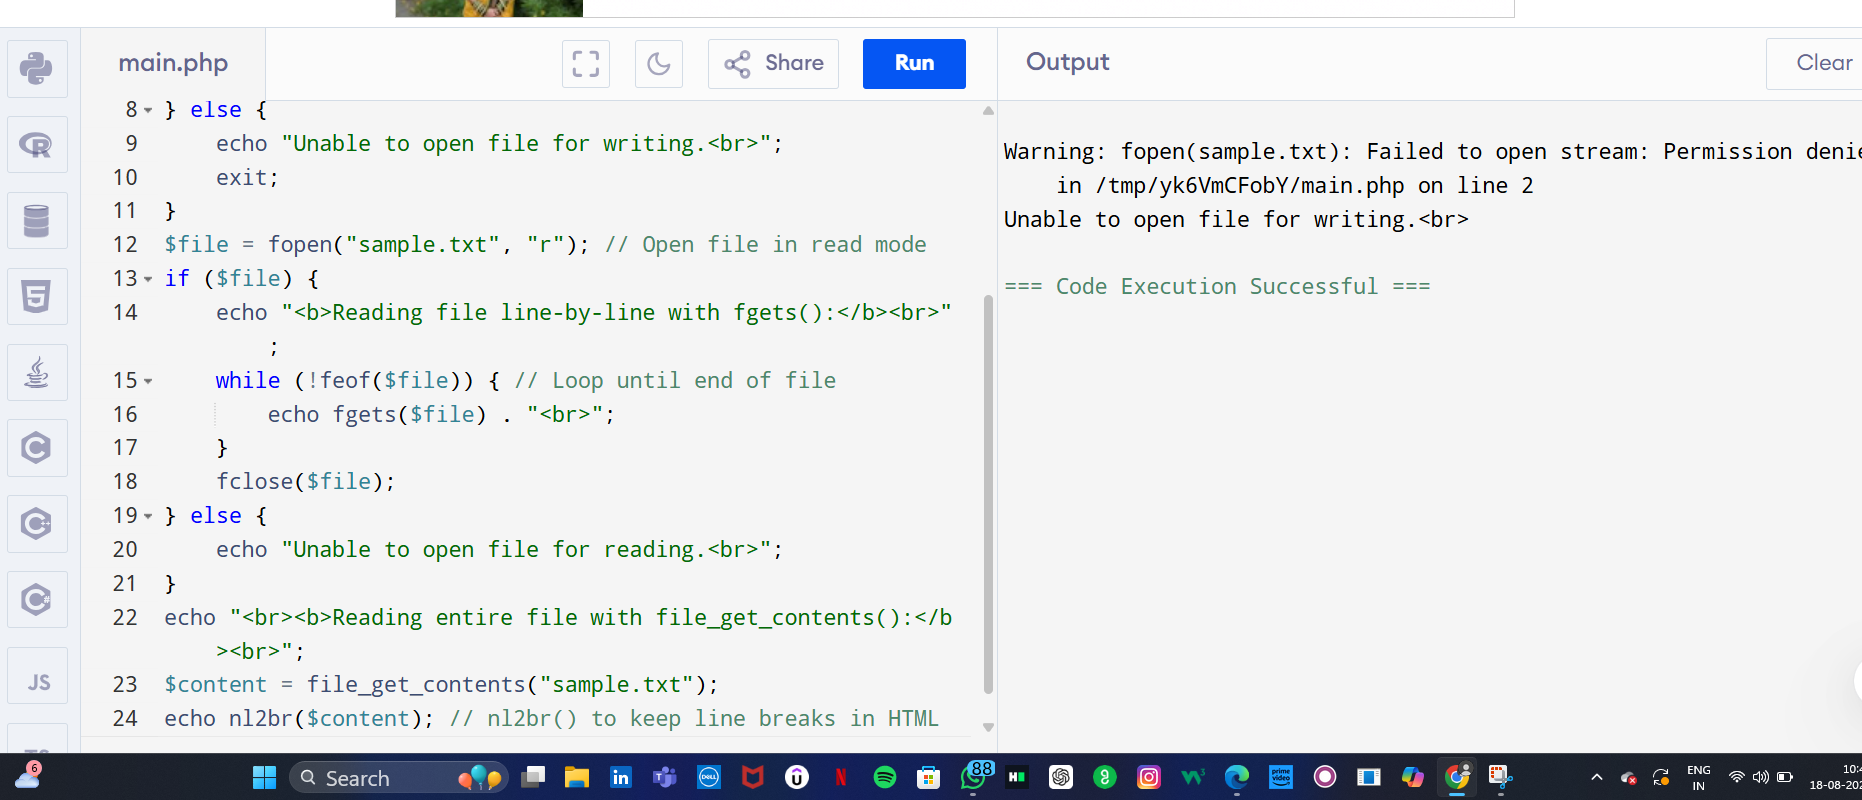 main.php
Share
Run
Output
Clear
8 } else {
9 echo "Unable to open file for writing.<br>";
10 exit;
11 }
12 $file = fopen("sample.txt", "r"); // Open file in read mode
13 if ($file) {
14 echo "<b>Reading file line-by-line with fgets():</b><br>"
;
15 while (!feof($file)) { // Loop until end of file
16 echo fgets($file) . "<br>";
17 }
18 fclose($file);
19 } else {
20 echo "Unable to open file for reading.<br>";
21 }
22 echo "<br><b>Reading entire file with file_get_contents():</b
><br>";
23 $content = file_get_contents("sample.txt");
24 echo nl2br($content); // nl2br() to keep line breaks in HTML
Warning: fopen(sample.txt): Failed to open stream: Permission denie
in /tmp/yk6VmCFobY/main.php on line 2
Unable to open file for writing.<br>
=== Code Execution Successful ===
JS
6
Search
88
ENG
IN
10:4
18-08-202